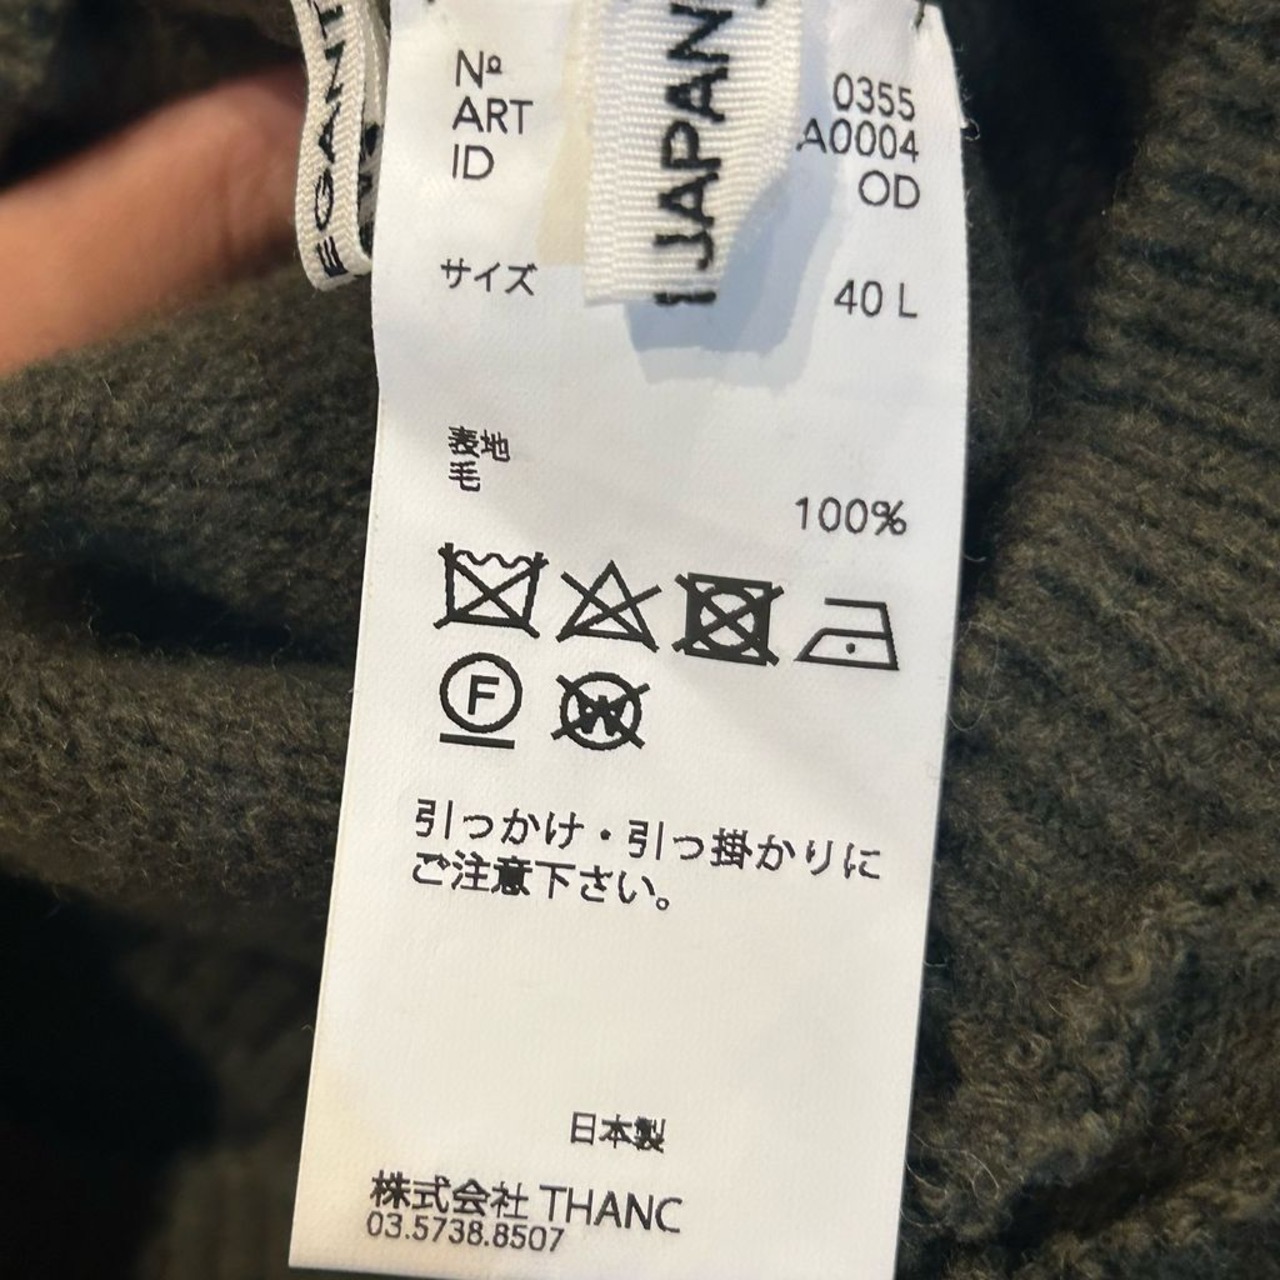 EGANT
JAPAN
Nº 0355
ART A0004
ID OD
サイズ 40 L
表地
毛 100%
F
W
引っかけ・引っ掛かりに
ご注意下さい。
日本製
株式会社 THANC
03.5738.8507